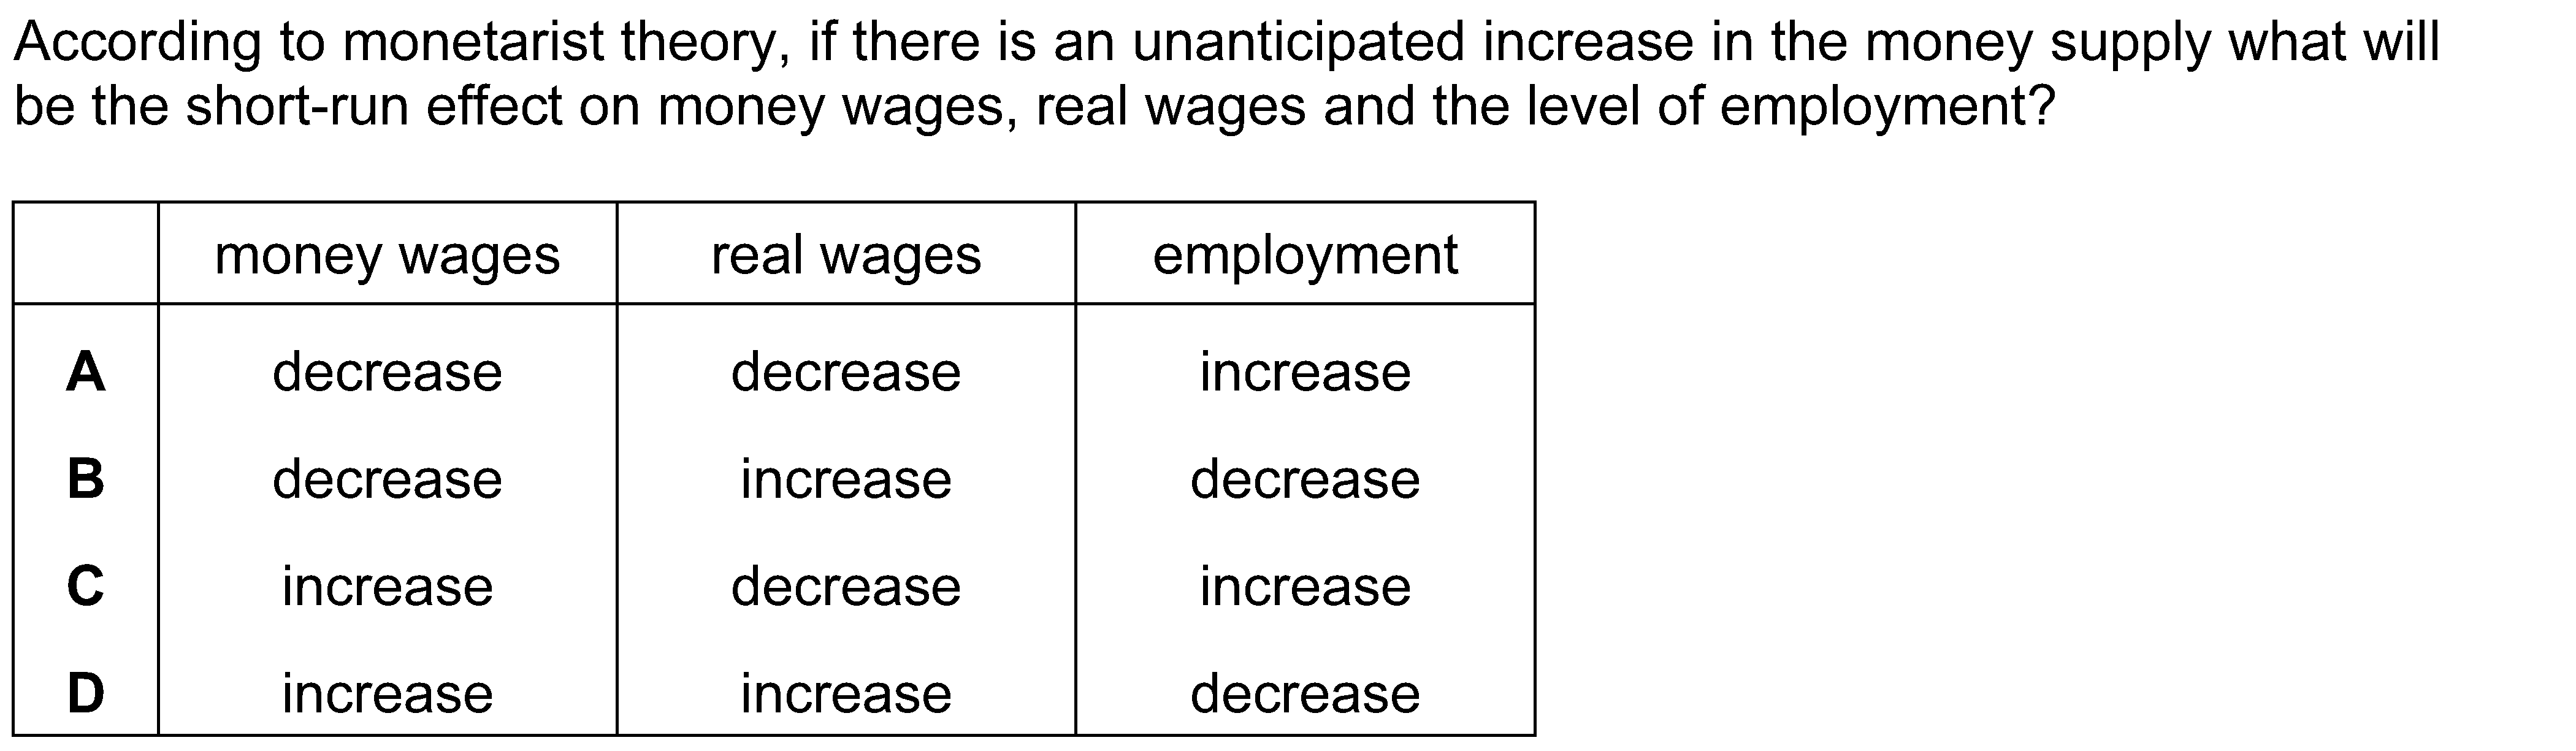 According to monetarist theory, if there is an unanticipated increase in the money supply what will
be the short-run effect on money wages, real wages and the level of employment?
money wages real wages employment
A decrease decrease increase
B decrease increase decrease
C increase decrease increase
D increase increase decrease